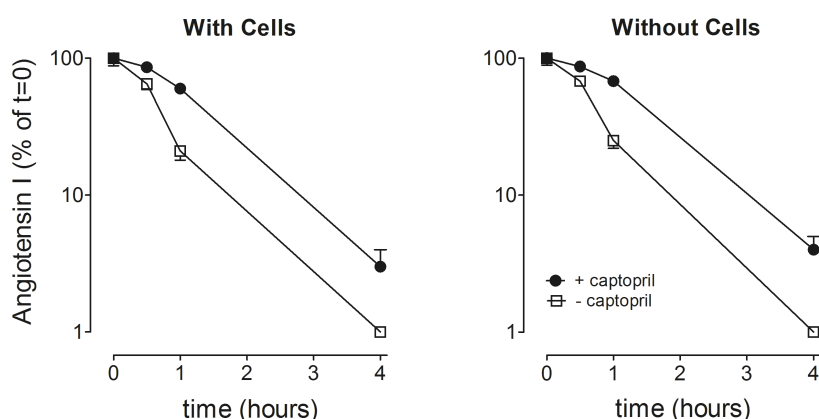 With Cells
Without Cells
Angiotensin I (% of t=0)
100
10
1
0 1 2 3 4
time (hours)
100
10
1
+ captopril
- captopril
0 1 2 3 4
time (hours)